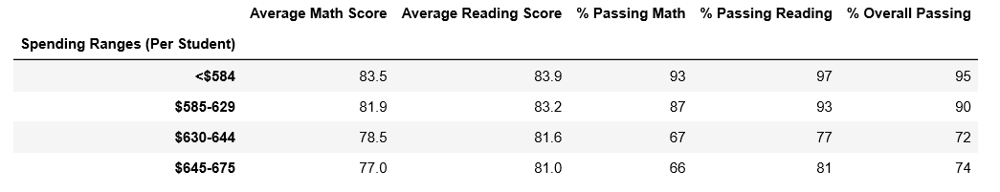 Average Math Score Average Reading Score % Passing Math % Passing Reading % Overall Passing
Spending Ranges (Per Student)
<$584 83.5 83.9 93 97 95
$585-629 81.9 83.2 87 93 90
$630-644 78.5 81.6 67 77 72
$645-675 77.0 81.0 66 81 74